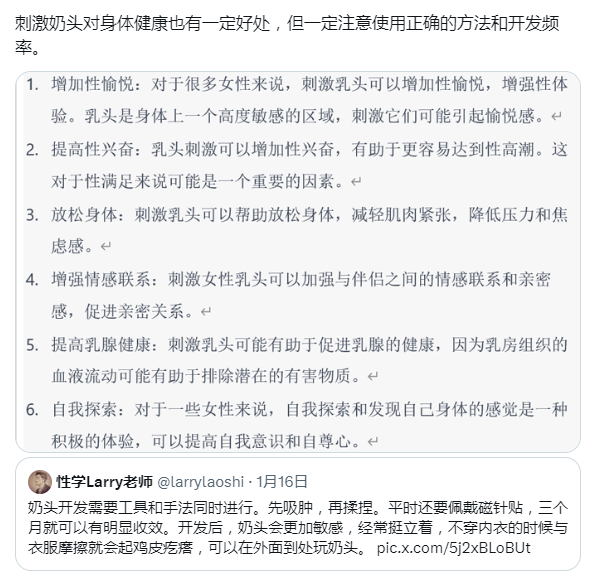 刺激奶头对身体健康也有一定好处，但一定注意使用正确的方法和开发频
率。
1. 增加性愉悦：对于很多女性来说，刺激乳头可以增加性愉悦，增强性体
验。乳头是身体上一个高度敏感的区域，刺激它们可能引起愉悦感。↵
2. 提高性兴奋：乳头刺激可以增加性兴奋，有助于更容易达到性高潮。这
对于性满足来说可能是一个重要的因素。↵
3. 放松身体：刺激乳头可以帮助放松身体，减轻肌肉紧张，降低压力和焦
虑感。↵
4. 增强情感联系：刺激女性乳头可以加强与伴侣之间的情感联系和亲密
感，促进亲密关系。↵
5. 提高乳腺健康：刺激乳头可能有助于促进乳腺的健康，因为乳房组织的
血液流动可能有助于排除潜在的有害物质。↵
6. 自我探索：对于一些女性来说，自我探索和发现自己身体的感觉是一种
积极的体验，可以提高自我意识和自尊心。↵
性学Larry老师 @larrylaoshi · 1月16日
奶头开发需要工具和手法同时进行。先吸肿，再揉捏。平时还要佩戴磁针贴，三个
月就可以有明显收效。开发后，奶头会更加敏感，经常挺立着，不穿内衣的时候与
衣服摩擦就会起鸡皮疙瘩，可以在外面到处玩奶头。 pic.x.com/5j2xBLoBUt